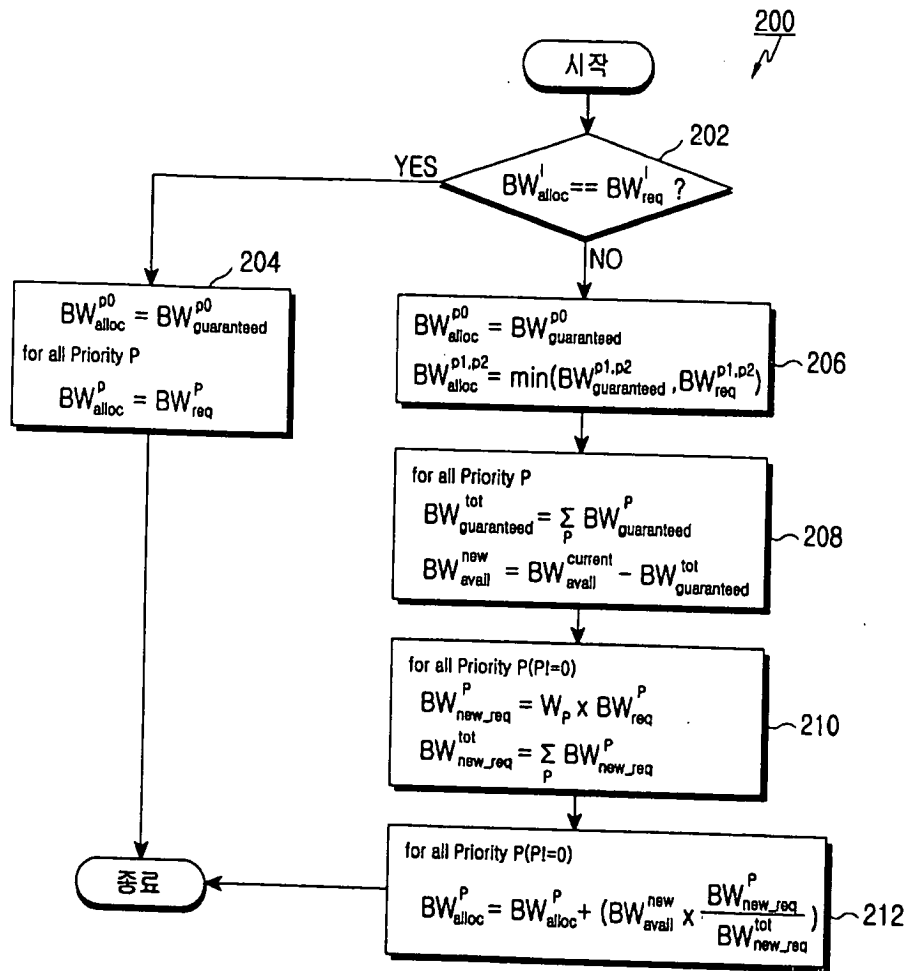 200
시작
202
YES
BW^i_alloc == BW^i_req ?
NO
204
BW^p0_alloc = BW^p0_guaranteed
for all Priority P
BW^P_alloc = BW^P_req
BW^p0_alloc = BW^p0_guaranteed
BW^p1,p2_alloc = min(BW^p1,p2_guaranteed, BW^p1,p2_req)
206
for all Priority P
BW^tot_guaranteed = Σ_P BW^P_guaranteed
BW^new_avail = BW^current_avail - BW^tot_guaranteed
208
for all Priority P(P!=0)
BW^P_new_req = W_P x BW^P_req
BW^tot_new_req = Σ_P BW^P_new_req
210
for all Priority P(P!=0)
BW^P_alloc = BW^P_alloc + (BW^new_avail x BW^P_new_req / BW^tot_new_req)
212
종료